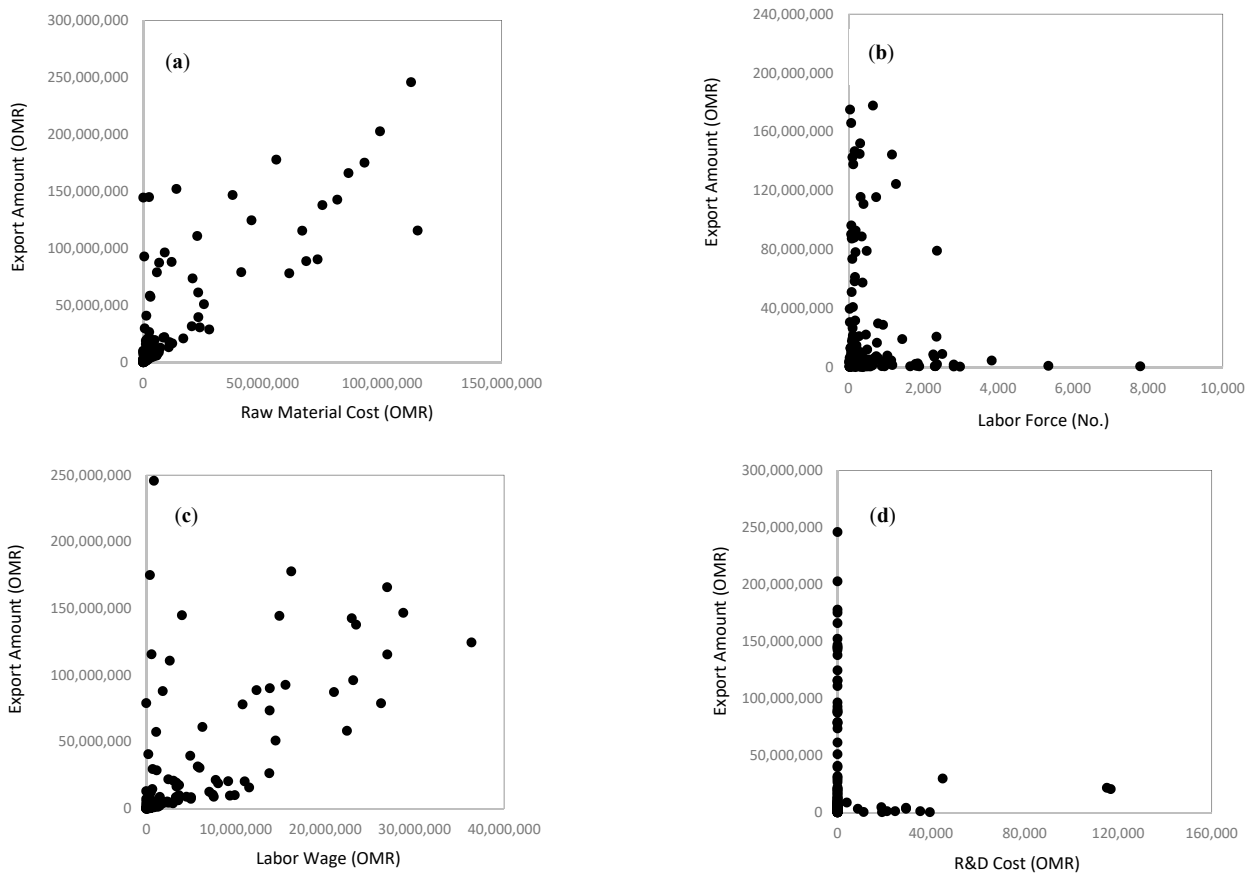 (a)
Export Amount (OMR)
300,000,000
250,000,000
200,000,000
150,000,000
100,000,000
50,000,000
0
0 50,000,000 100,000,000 150,000,000
Raw Material Cost (OMR)
(b)
Export Amount (OMR)
240,000,000
200,000,000
160,000,000
120,000,000
80,000,000
40,000,000
0
0 2,000 4,000 6,000 8,000 10,000
Labor Force (No.)
(c)
Export Amount (OMR)
250,000,000
200,000,000
150,000,000
100,000,000
50,000,000
0
0 10,000,000 20,000,000 30,000,000 40,000,000
Labor Wage (OMR)
(d)
Export Amount (OMR)
300,000,000
250,000,000
200,000,000
150,000,000
100,000,000
50,000,000
0
0 40,000 80,000 120,000 160,000
R&D Cost (OMR)